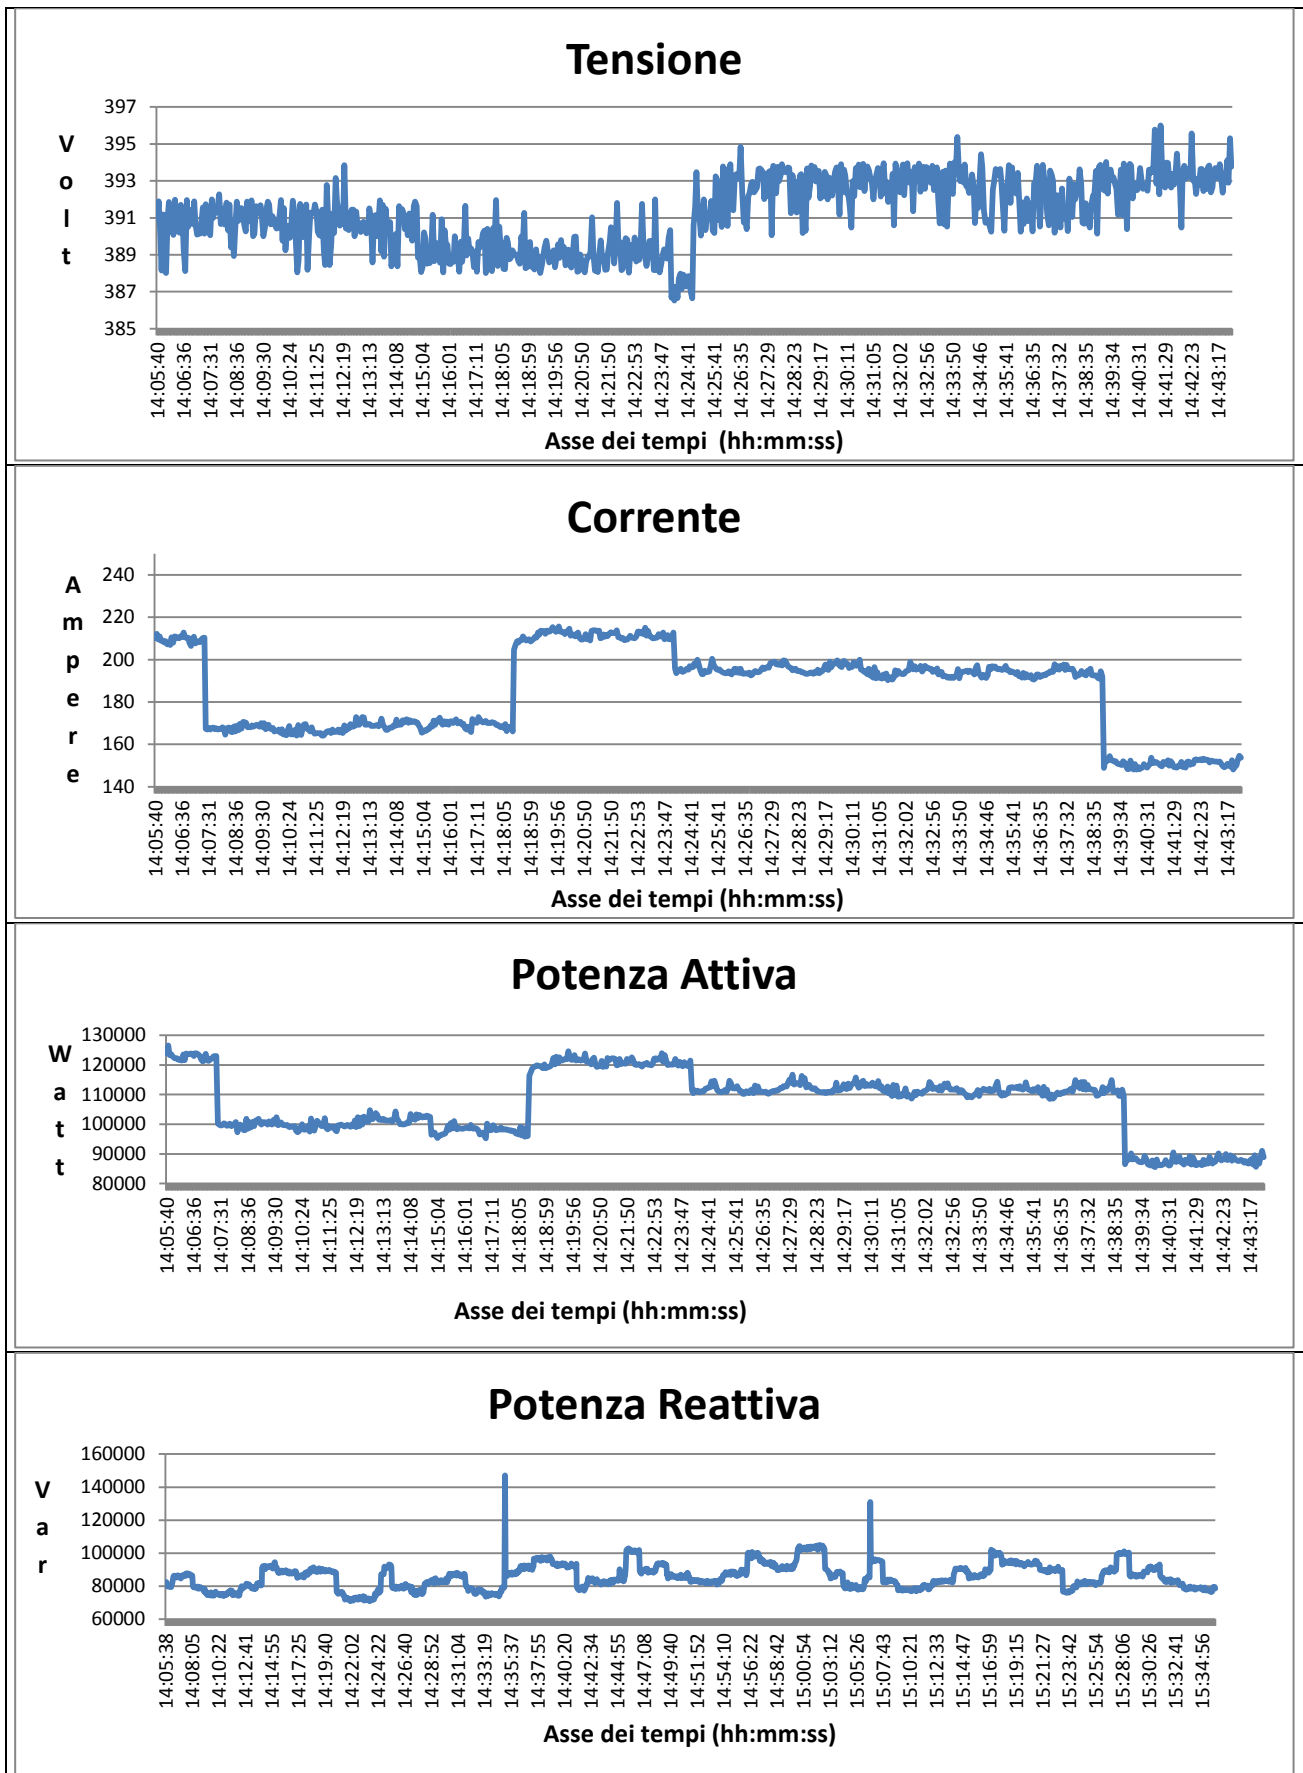 Tensione
Volt
397
395
393
391
389
387
385
14:05:40 14:06:36 14:07:31 14:08:36 14:09:30 14:10:24 14:11:25 14:12:19 14:13:13 14:14:08 14:15:04 14:16:01 14:17:11 14:18:05 14:18:59 14:19:56 14:20:50 14:21:50 14:22:53 14:23:47 14:24:41 14:25:41 14:26:35 14:27:29 14:28:23 14:29:17 14:30:11 14:31:05 14:32:02 14:32:56 14:33:50 14:34:46 14:35:41 14:36:35 14:37:32 14:38:35 14:39:34 14:40:31 14:41:29 14:42:23 14:43:17
Asse dei tempi (hh:mm:ss)
Corrente
Ampere
240
220
200
180
160
140
14:05:40 14:06:36 14:07:31 14:08:36 14:09:30 14:10:24 14:11:25 14:12:19 14:13:13 14:14:08 14:15:04 14:16:01 14:17:11 14:18:05 14:18:59 14:19:56 14:20:50 14:21:50 14:22:53 14:23:47 14:24:41 14:25:41 14:26:35 14:27:29 14:28:23 14:29:17 14:30:11 14:31:05 14:32:02 14:32:56 14:33:50 14:34:46 14:35:41 14:36:35 14:37:32 14:38:35 14:39:34 14:40:31 14:41:29 14:42:23 14:43:17
Asse dei tempi (hh:mm:ss)
Potenza Attiva
Watt
130000
120000
110000
100000
90000
80000
14:05:40 14:06:36 14:07:31 14:08:36 14:09:30 14:10:24 14:11:25 14:12:19 14:13:13 14:14:08 14:15:04 14:16:01 14:17:11 14:18:05 14:18:59 14:19:56 14:20:50 14:21:50 14:22:53 14:23:47 14:24:41 14:25:41 14:26:35 14:27:29 14:28:23 14:29:17 14:30:11 14:31:05 14:32:02 14:32:56 14:33:50 14:34:46 14:35:41 14:36:35 14:37:32 14:38:35 14:39:34 14:40:31 14:41:29 14:42:23 14:43:17
Asse dei tempi (hh:mm:ss)
Potenza Reattiva
Var
160000
140000
120000
100000
80000
60000
14:05:38 14:08:05 14:10:22 14:12:41 14:14:55 14:17:25 14:19:40 14:22:02 14:24:22 14:26:40 14:28:52 14:31:04 14:33:19 14:35:37 14:37:55 14:40:20 14:42:34 14:44:55 14:47:08 14:49:40 14:51:52 14:54:10 14:56:22 14:58:42 15:00:54 15:03:12 15:05:26 15:07:43 15:10:21 15:12:33 15:14:47 15:16:59 15:19:15 15:21:27 15:23:42 15:25:54 15:28:06 15:30:26 15:32:41 15:34:56
Asse dei tempi (hh:mm:ss)